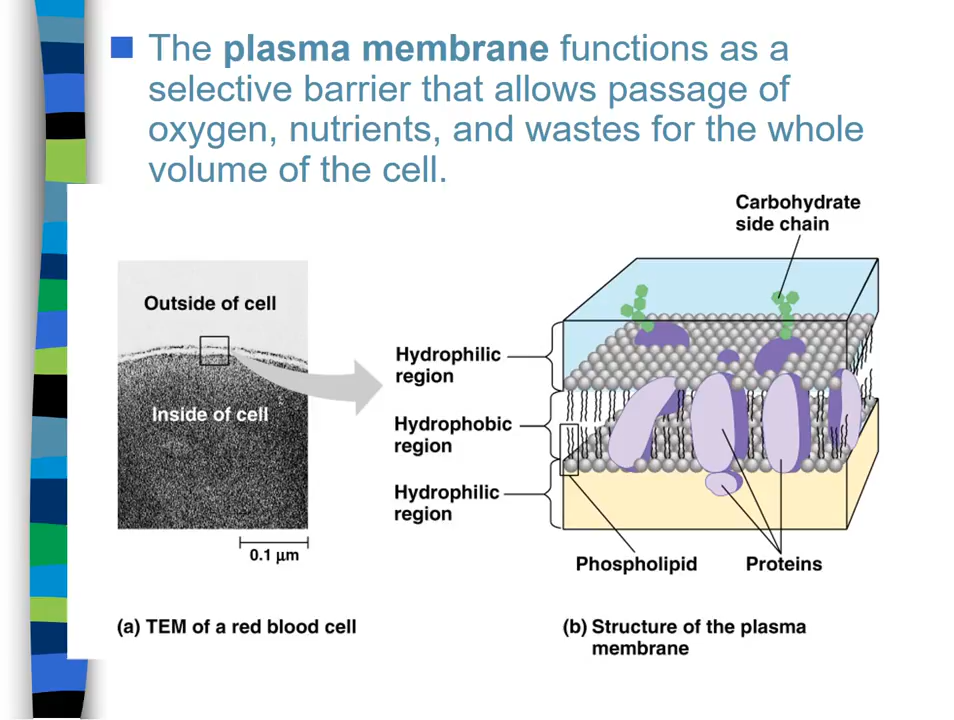 The plasma membrane functions as a
selective barrier that allows passage of
oxygen, nutrients, and wastes for the whole
volume of the cell.
Carbohydrate
side chain
Outside of cell
Inside of cell
Hydrophilic
region
Hydrophobic
region
Hydrophilic
region
0.1 μm
Phospholipid
Proteins
(a) TEM of a red blood cell
(b) Structure of the plasma
membrane